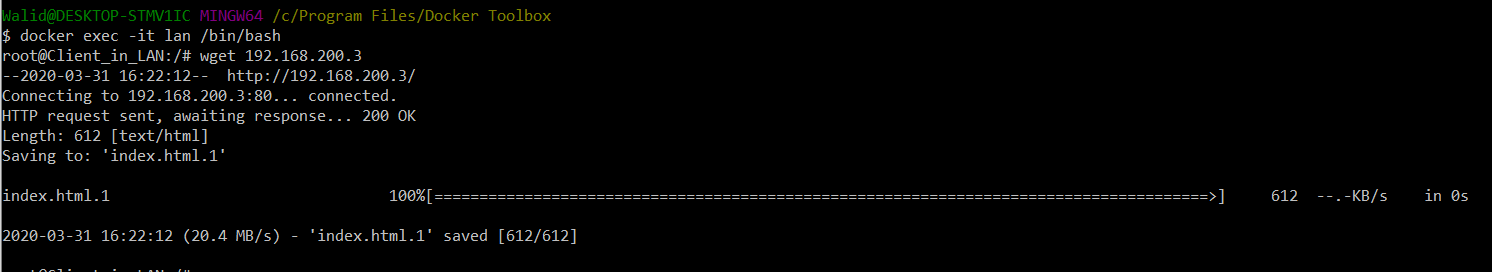 Walid@DESKTOP-STMV1IC MINGW64 /c/Program Files/Docker Toolbox
$ docker exec -it lan /bin/bash
root@Client_in_LAN:/# wget 192.168.200.3
--2020-03-31 16:22:12--  http://192.168.200.3/
Connecting to 192.168.200.3:80... connected.
HTTP request sent, awaiting response... 200 OK
Length: 612 [text/html]
Saving to: 'index.html.1'
index.html.1 100%[=====================================================================================>] 612 --.-KB/s in 0s
2020-03-31 16:22:12 (20.4 MB/s) - 'index.html.1' saved [612/612]
root@Client_in_LAN:/#